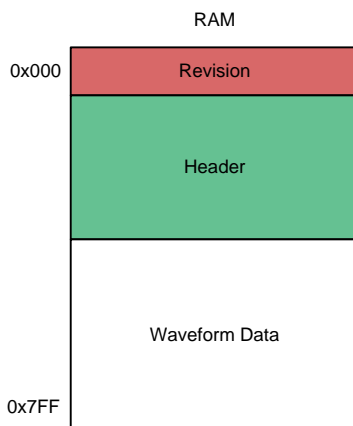 RAM
0x000
Revision
Header
Waveform Data
0x7FF